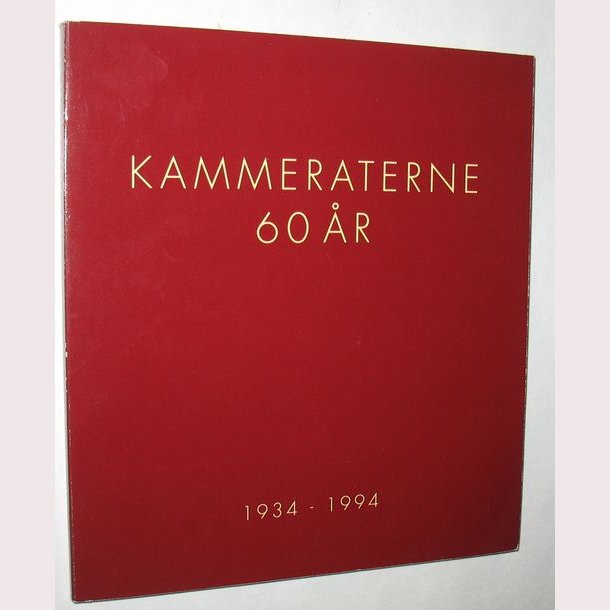 KAMMERATERNE
60 ÅR
1934 - 1994